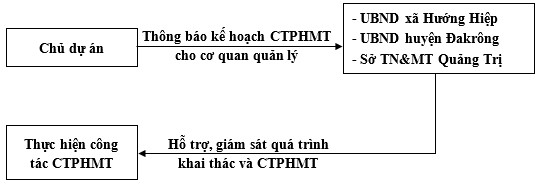 Chủ dự án
Thông báo kế hoạch CTPHMT
cho cơ quan quản lý
- UBND xã Hướng Hiệp
- UBND huyện Đakrông
- Sở TN&MT Quảng Trị
Thực hiện công
tác CTPHMT
Hỗ trợ, giám sát quá trình
khai thác và CTPHMT